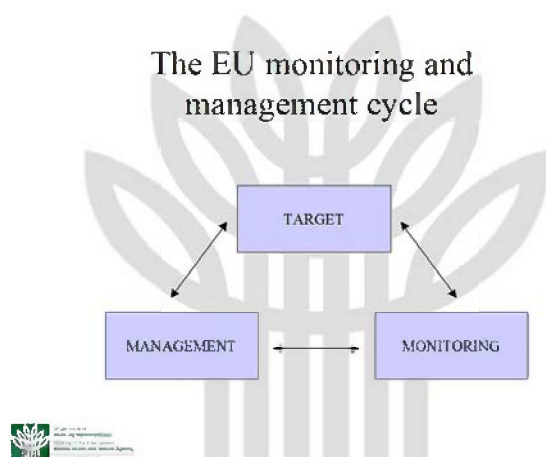 The EU monitoring and
management cycle
TARGET
MANAGEMENT
MONITORING